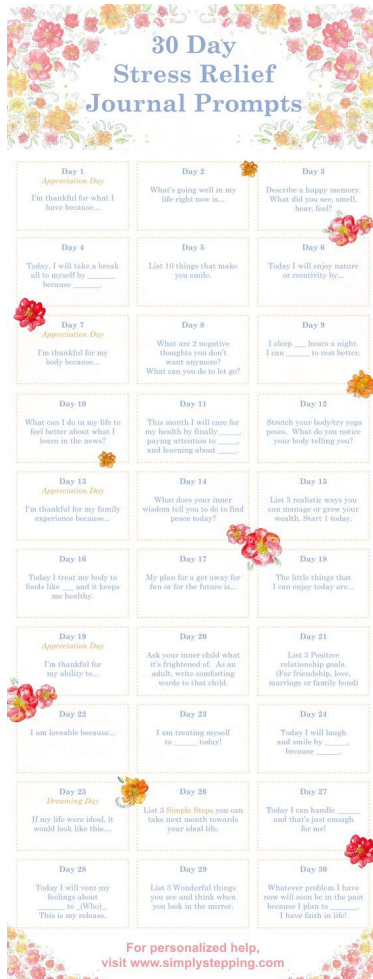 30 Day
Stress Relief
Journal Prompts
Day 1
Appreciation Day
I'm thankful for what I
have because...
Day 2
What's going well in my
life right now is...
Day 3
Describe a happy memory.
What did you see, smell,
hear, feel?
Day 4
Today, I will take a break
all to myself by ______
because _______.
Day 5
List 10 things that make
you smile.
Day 6
Today I will enjoy nature
or creativity by...
Day 7
Appreciation Day
I'm thankful for my
body because...
Day 8
What are 2 negative
thoughts you don't
want anymore?
What can you do to let go?
Day 9
I sleep ___ hours a night.
I can ______ to rest better.
Day 10
What can I do in my life to
feel better about what I
learn in the news?
Day 11
This month I will care for
my health by finally _____,
paying attention to _____,
and learning about _____.
Day 12
Stretch your body/try yoga
poses. What do you notice
your body telling you?
Day 13
Appreciation Day
I'm thankful for my family
experience because...
Day 14
What does your inner
wisdom tell you to do to find
peace today?
Day 15
List 3 realistic ways you
can manage or grow your
wealth. Start 1 today.
Day 16
Today I treat my body to
foods like ___ and it keeps
me healthy.
Day 17
My plan for a get away for
fun or for the future is...
Day 18
The little things that
I can enjoy today are...
Day 19
Appreciation Day
I'm thankful for
my ability to...
Day 20
Ask your inner child what
it's frightened of. As an
adult, write comforting
words to that child.
Day 21
List 3 Positive
relationship goals.
(For friendship, love,
marriage or family bond)
Day 22
I am loveable because...
Day 23
I am treating myself
to ______ today!
Day 24
Today I will laugh
and smile by ______,
because ______.
Day 25
Dreaming Day
If my life were ideal, it
would look like this....
Day 26
List 3 Simple Steps you can
take next month towards
your ideal life.
Day 27
Today I can handle ______
and that's just enough
for me!
Day 28
Today I will vent my
feelings about
_______ to _(Who)_.
This is my release.
Day 29
List 3 Wonderful things
you see and think when
you look in the mirror.
Day 30
Whatever problem I have
now will soon be in the past
because I plan to _______.
I have faith in life!
For personalized help,
visit www.simplystepping.com